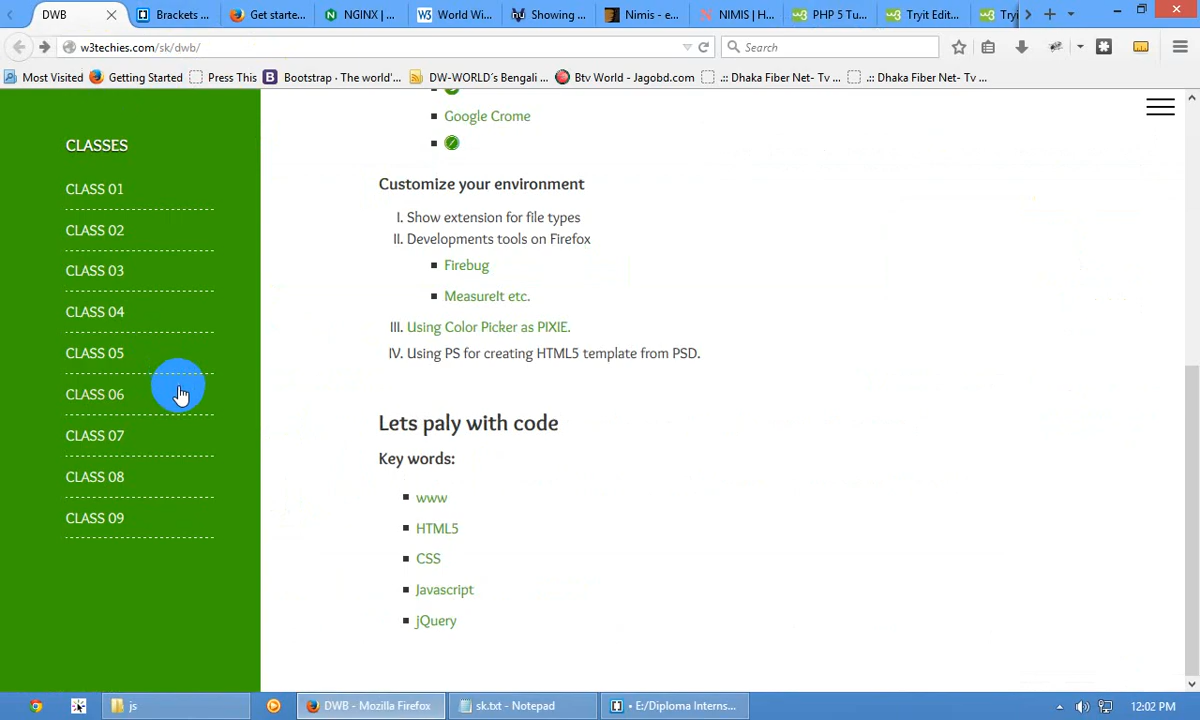 DWB
Brackets ...
Get starte...
NGINX | ...
World Wi...
Showing ...
Nimis - e...
NIMIS | H...
PHP 5 Tu...
Tryit Edit...
Tryi
w3techies.com/sk/dwb/
Search
Most Visited
Getting Started
Press This
Bootstrap · The world'...
DW-WORLD´s Bengali ...
Btv World - Jagobd.com
.:: Dhaka Fiber Net- Tv ...
.:: Dhaka Fiber Net- Tv ...
CLASSES
CLASS 01
CLASS 02
CLASS 03
CLASS 04
CLASS 05
CLASS 06
CLASS 07
CLASS 08
CLASS 09
Google Crome
Customize your environment
I. Show extension for file types
II. Developments tools on Firefox
Firebug
MeasureIt etc.
III. Using Color Picker as PIXIE.
IV. Using PS for creating HTML5 template from PSD.
Lets paly with code
Key words:
www
HTML5
CSS
Javascript
jQuery
js
DWB - Mozilla Firefox
sk.txt - Notepad
• E:/Diploma Interns...
12:02 PM